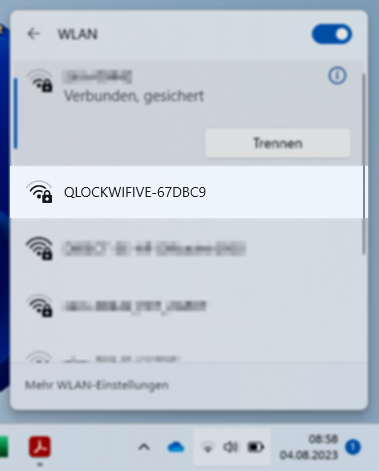 WLAN
Verbunden, gesichert
Trennen
QLOCKWIFIVE-67DBC9
Mehr WLAN-Einstellungen
08:58
04.08.2023
1